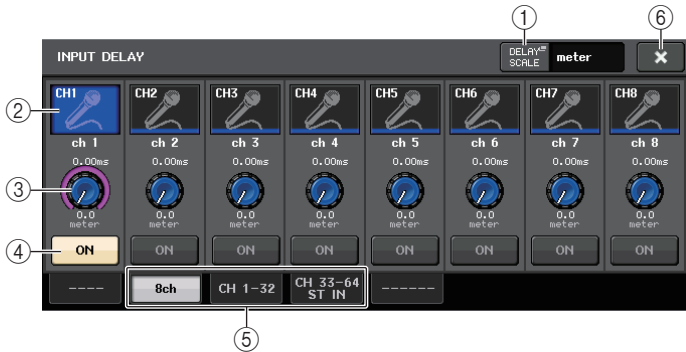 ① ⑥
INPUT DELAY DELAY SCALE meter ×
② CH1 CH2 CH3 CH4 CH5 CH6 CH7 CH8
ch 1 ch 2 ch 3 ch 4 ch 5 ch 6 ch 7 ch 8
0.00ms 0.00ms 0.00ms 0.00ms 0.00ms 0.00ms 0.00ms 0.00ms
③
0.0 0.0 0.0 0.0 0.0 0.0 0.0 0.0
meter meter meter meter meter meter meter meter
④ ON ON ON ON ON ON ON ON
---- 8ch CH 1-32 CH 33-64 ST IN ------
⑤